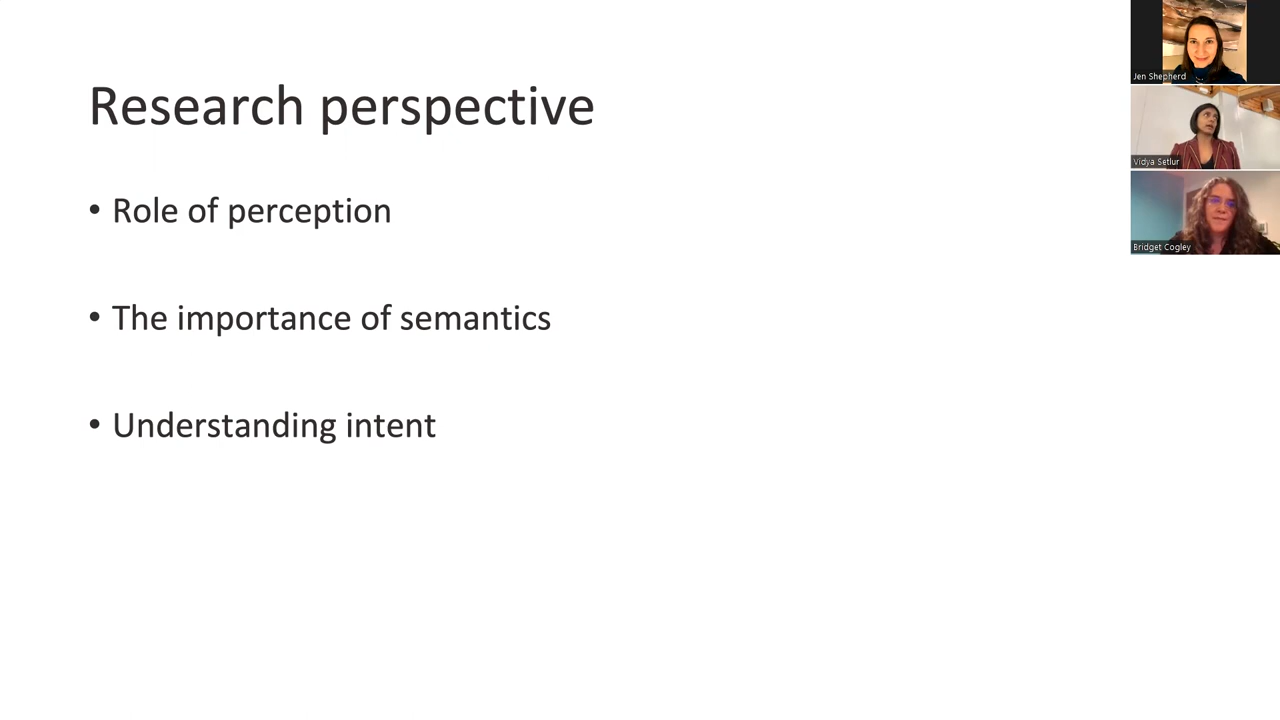 Research perspective
• Role of perception
• The importance of semantics
• Understanding intent
Jen Shepherd
Vidya Setlur
Bridget Cogley